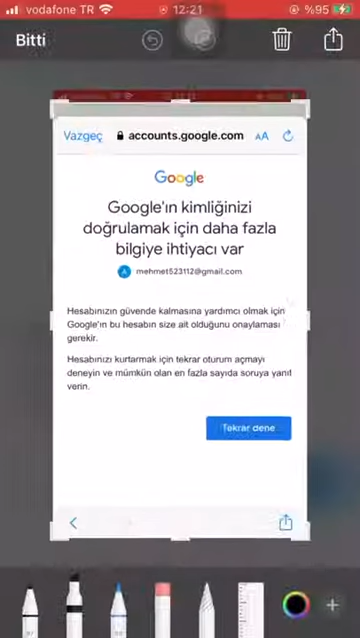 vodafone TR 12:21 %95
Bitti
Vazgeç accounts.google.com AA
Google
Google'ın kimliğinizi
doğrulamak için daha fazla
bilgiye ihtiyacı var
A mehmet523112@gmail.com
Hesabınızın güvende kalmasına yardımcı olmak için
Google'ın bu hesabın size ait olduğunu onaylaması
gerekir.
Hesabınızı kurtarmak için tekrar oturum açmayı
deneyin ve mümkün olan en fazla sayıda soruya yanıt
verin.
Tekrar dene